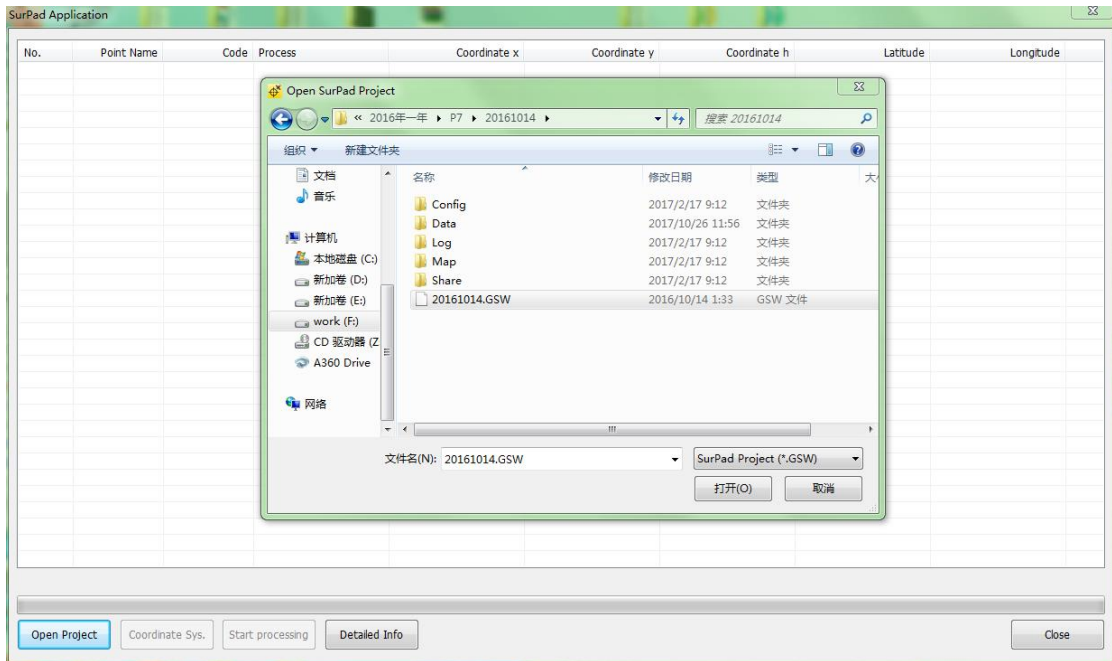 SurPad Application
No. Point Name Code Process Coordinate x Coordinate y Coordinate h Latitude Longitude
Open SurPad Project
« 2016年一年 ▸ P7 ▸ 20161014 ▸ 搜索 20161014
组织 新建文件夹
文档
音乐
计算机
本地磁盘 (C:)
新加卷 (D:)
新加卷 (E:)
work (F:)
CD 驱动器 (Z
A360 Drive
网络
名称 修改日期 类型 大小
Config 2017/2/17 9:12 文件夹
Data 2017/10/26 11:56 文件夹
Log 2017/2/17 9:12 文件夹
Map 2017/2/17 9:12 文件夹
Share 2017/2/17 9:12 文件夹
20161014.GSW 2016/10/14 1:33 GSW 文件
文件名(N): 20161014.GSW SurPad Project (*.GSW)
打开(O) 取消
Open Project Coordinate Sys. Start processing Detailed Info Close